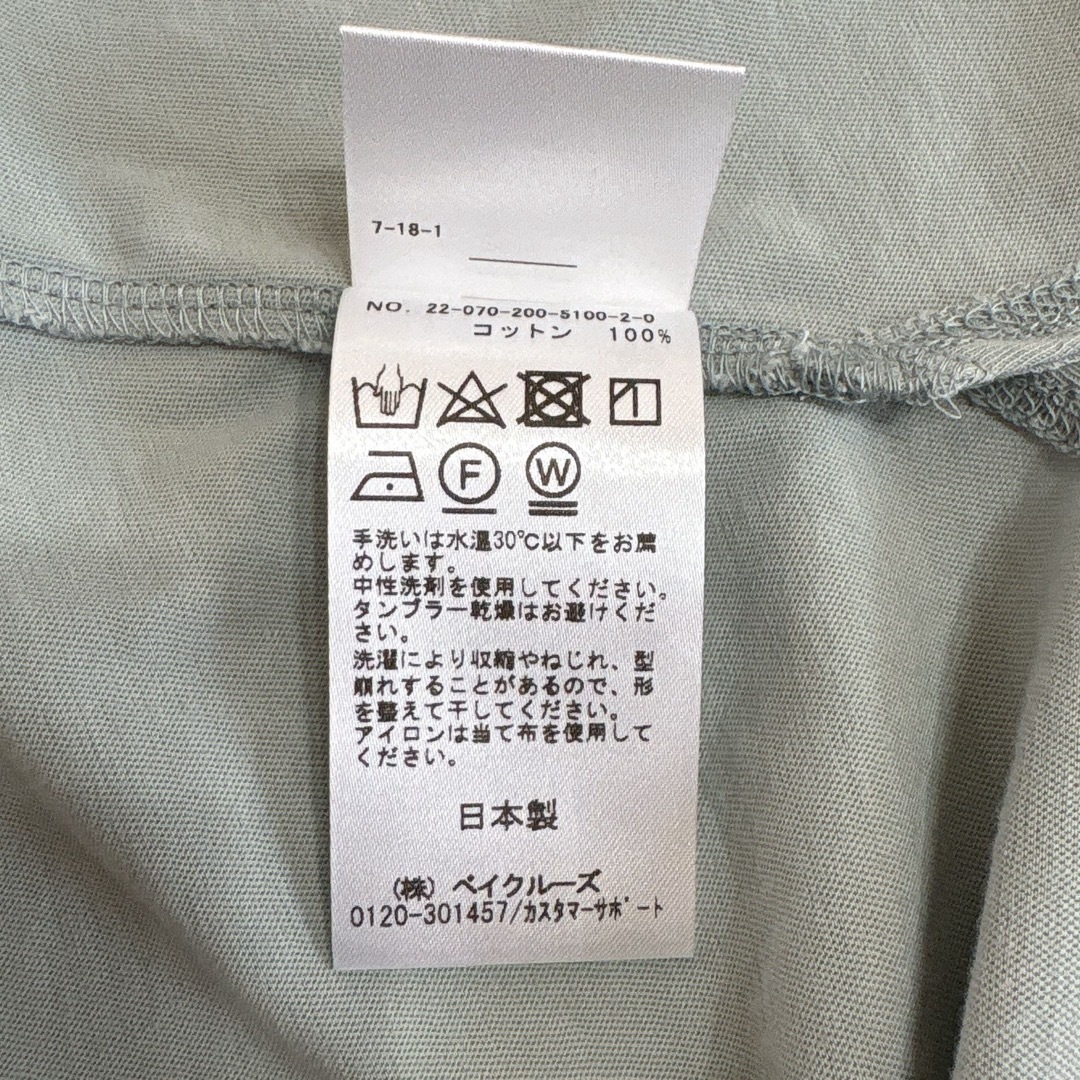 7-18-1
NO. 22-070-200-5100-2-0
コットン 100%
F
W
手洗いは水温30℃以下をお薦
めします。
中性洗剤を使用してください。
タンブラー乾燥はお避けくだ
さい。
洗濯により収縮やねじれ、型
崩れすることがあるので、形
を整えて干してください。
アイロンは当て布を使用して
ください。
日本製
(株) ベイクルーズ
0120-301457/カスタマーサポート